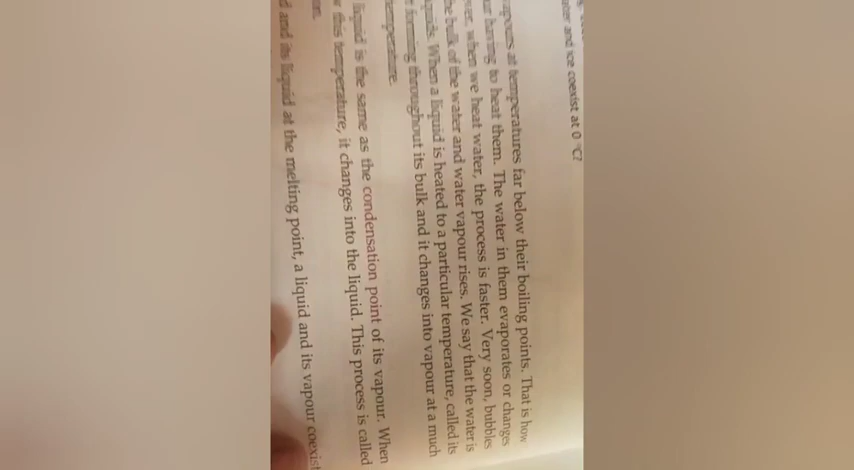 and ice coexist at 0 °C?
at temperatures far below their boiling points. That is how
having to heat them. The water in them evaporates or changes
when we heat water, the process is faster. Very soon, bubbles
bulk of the water and water vapour rises. We say that the water is
When a liquid is heated to a particular temperature, called its
forming throughout its bulk and it changes into vapour at a much
temperature.
liquid is the same as the condensation point of its vapour. When
this temperature, it changes into the liquid. This process is called
and its liquid at the melting point, a liquid and its vapour coexist